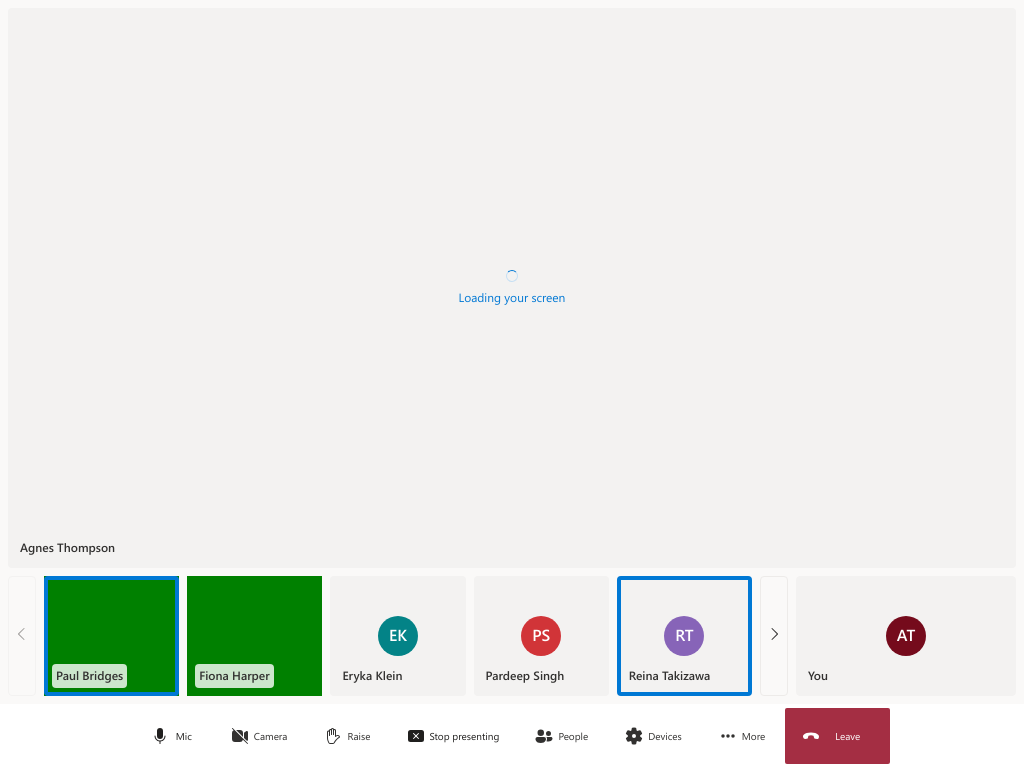 Loading your screen
Agnes Thompson
EK
PS
RT
AT
Paul Bridges
Fiona Harper
Eryka Klein
Pardeep Singh
Reina Takizawa
You
Mic
Camera
Raise
Stop presenting
People
Devices
More
Leave